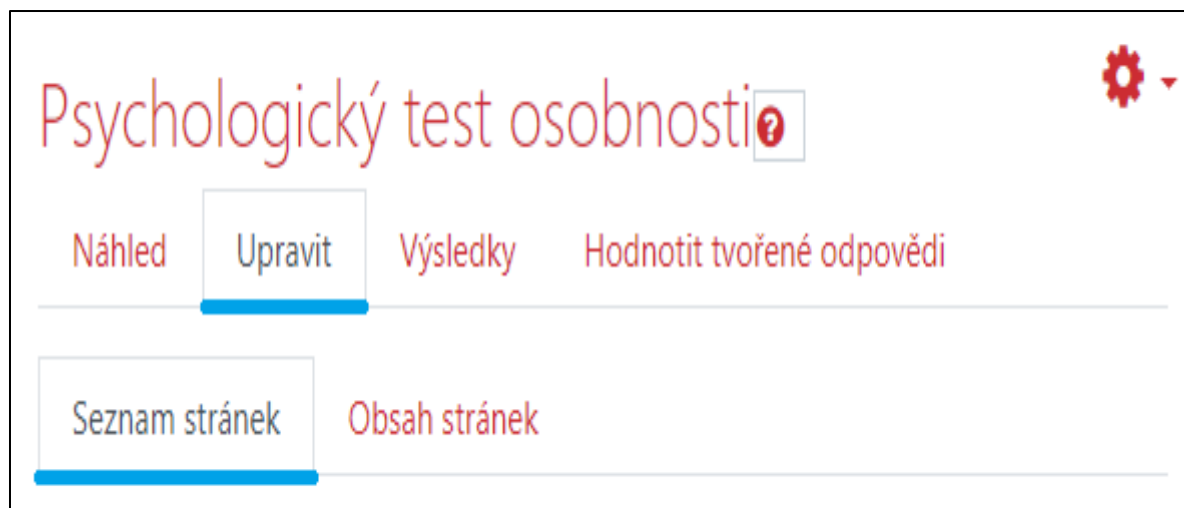 Psychologický test osobnosti
Náhled Upravit Výsledky Hodnotit tvořené odpovědi
Seznam stránek Obsah stránek